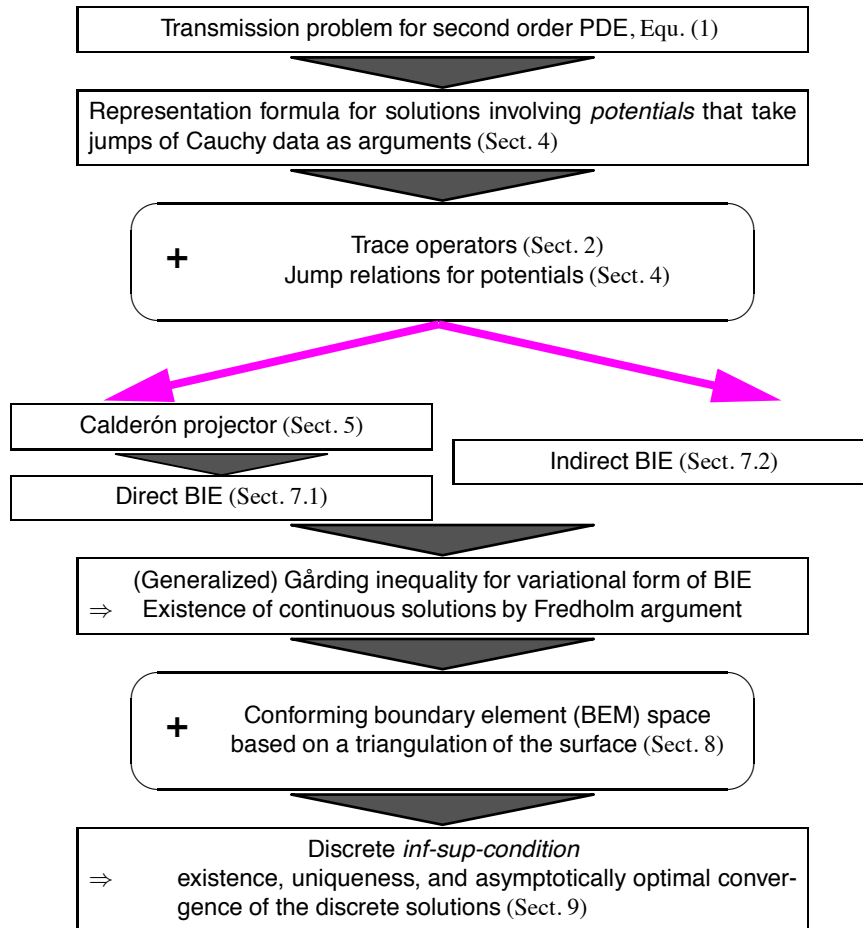 Transmission problem for second order PDE, Equ. (1)
Representation formula for solutions involving potentials that take
jumps of Cauchy data as arguments (Sect. 4)
+ Trace operators (Sect. 2)
Jump relations for potentials (Sect. 4)
Calderón projector (Sect. 5)
Direct BIE (Sect. 7.1)
Indirect BIE (Sect. 7.2)
(Generalized) Gårding inequality for variational form of BIE
⇒ Existence of continuous solutions by Fredholm argument
+ Conforming boundary element (BEM) space
based on a triangulation of the surface (Sect. 8)
Discrete inf-sup-condition
⇒ existence, uniqueness, and asymptotically optimal conver-
gence of the discrete solutions (Sect. 9)